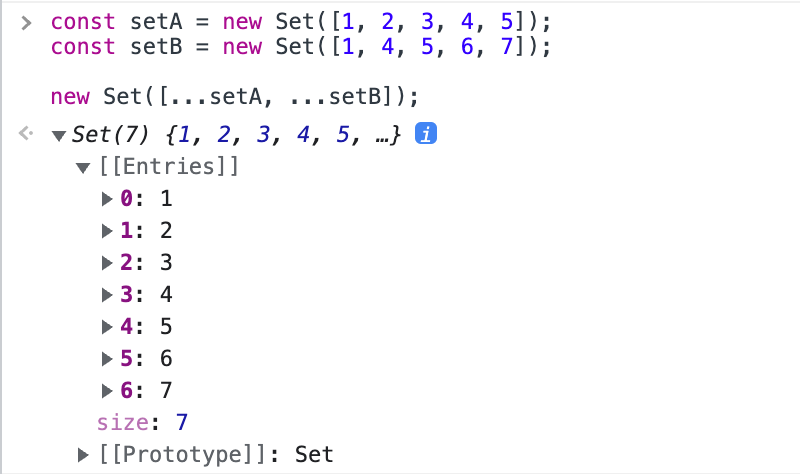 > const setA = new Set([1, 2, 3, 4, 5]);
const setB = new Set([1, 4, 5, 6, 7]);
new Set([...setA, ...setB]);
Set(7) {1, 2, 3, 4, 5, …} i
[[Entries]]
0: 1
1: 2
2: 3
3: 4
4: 5
5: 6
6: 7
size: 7
[[Prototype]]: Set